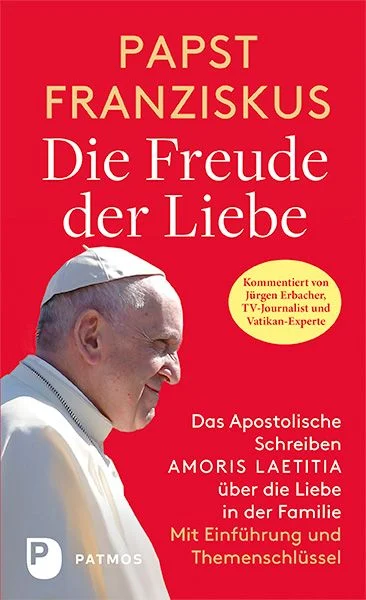 PAPST
FRANZISKUS
Die Freude
der Liebe
Kommentiert von
Jürgen Erbacher,
TV-Journalist und
Vatikan-Experte
Das Apostolische
Schreiben
AMORIS LAETITIA
über die Liebe
in der Familie
Mit Einführung und
Themenschlüssel
P
PATMOS